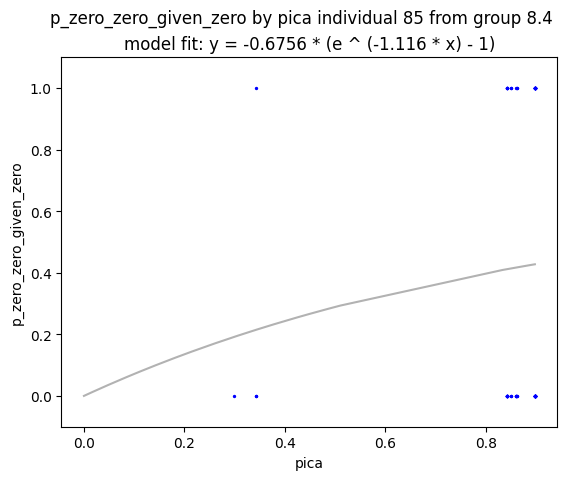 p_zero_zero_given_zero by pica individual 85 from group 8.4
model fit: y = -0.6756 * (e ^ (-1.116 * x) - 1)
1.0
0.8
0.6
0.4
0.2
0.0
p_zero_zero_given_zero
0.0 0.2 0.4 0.6 0.8
pica